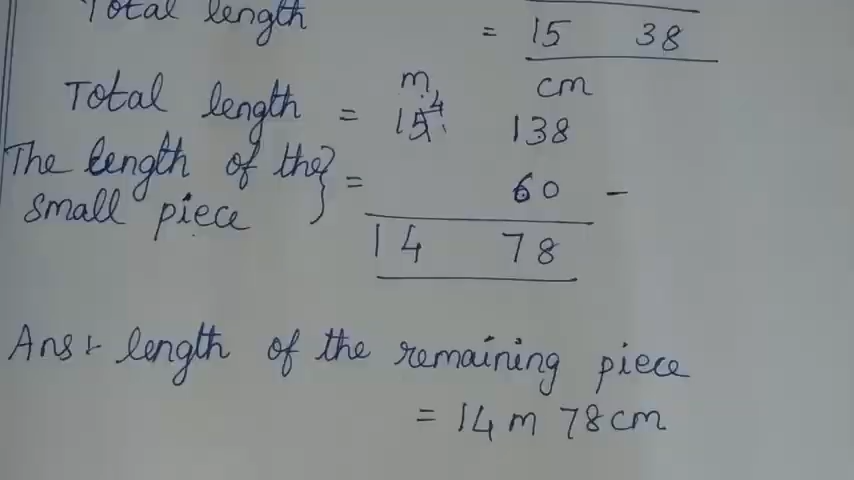 Total length = 15 38
m cm
Total length = 15 4 138
The length of the } = 60 -
small piece
14 78
Ans:- length of the remaining piece
= 14 m 78 cm